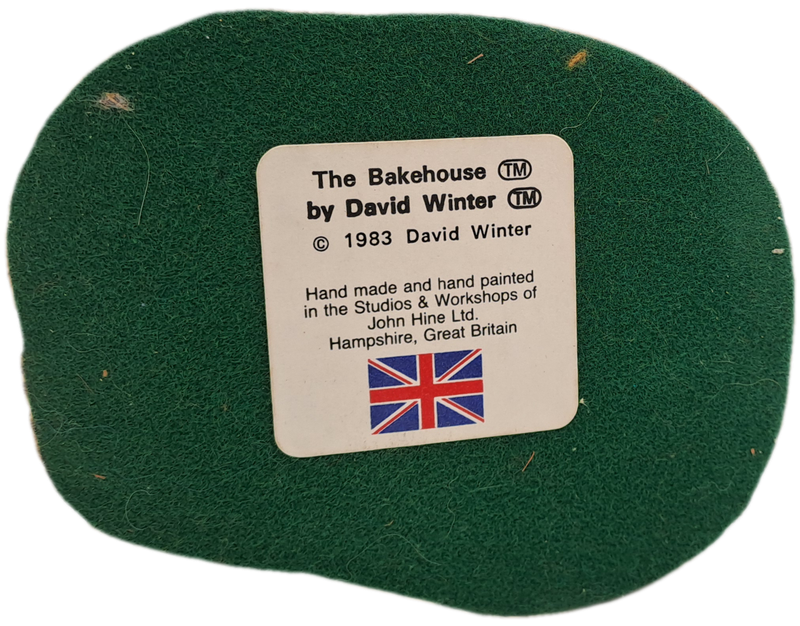 The Bakehouse TM
by David Winter TM
© 1983 David Winter
Hand made and hand painted
in the Studios & Workshops of
John Hine Ltd.
Hampshire, Great Britain